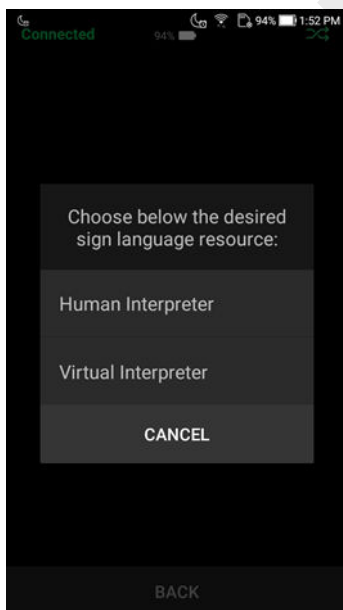 94% 1:52 PM
Connected 94%
Choose below the desired
sign language resource:
Human Interpreter
Virtual Interpreter
CANCEL
BACK